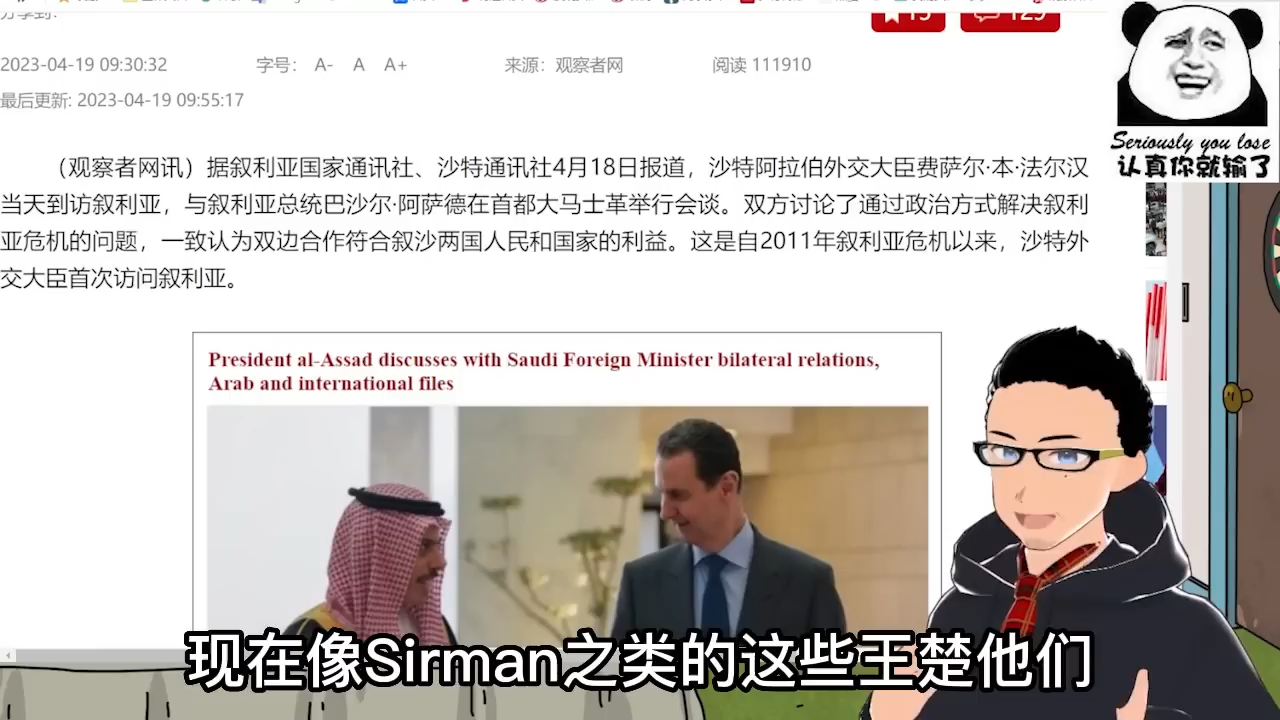 分享到:
15
129
2023-04-19 09:30:32 字号: A- A A+ 来源: 观察者网 阅读 111910
最后更新: 2023-04-19 09:55:17
（观察者网讯）据叙利亚国家通讯社、沙特通讯社4月18日报道，沙特阿拉伯外交大臣费萨尔·本·法尔汉
当天到访叙利亚，与叙利亚总统巴沙尔·阿萨德在首都大马士革举行会谈。双方讨论了通过政治方式解决叙利
亚危机的问题，一致认为双边合作符合叙沙两国人民和国家的利益。这是自2011年叙利亚危机以来，沙特外
交大臣首次访问叙利亚。
President al-Assad discusses with Saudi Foreign Minister bilateral relations,
Arab and international files
Seriously you lose
认真你就输了
现在像Sirman之类的这些王楚他们